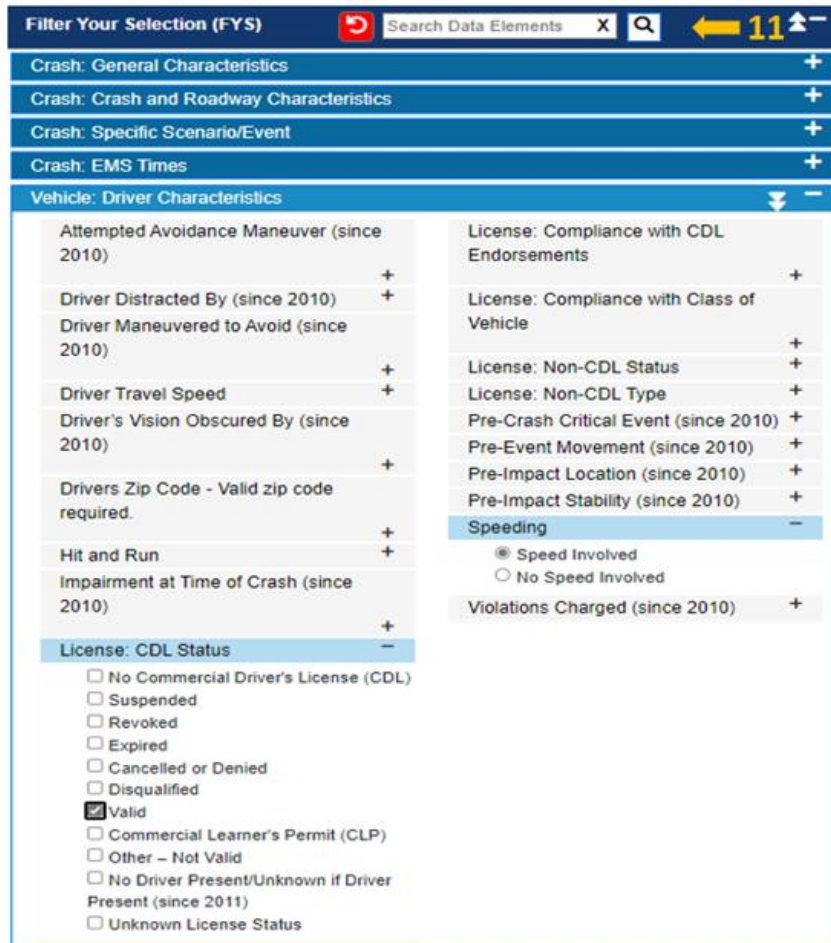 Filter Your Selection (FYS)
Search Data Elements X
11
Crash: General Characteristics +
Crash: Crash and Roadway Characteristics +
Crash: Specific Scenario/Event +
Crash: EMS Times +
Vehicle: Driver Characteristics −
Attempted Avoidance Maneuver (since
2010)
+
Driver Distracted By (since 2010) +
Driver Maneuvered to Avoid (since
2010)
+
Driver Travel Speed +
Driver's Vision Obscured By (since
2010)
+
Drivers Zip Code - Valid zip code
required.
+
Hit and Run +
Impairment at Time of Crash (since
2010)
+
License: CDL Status −
No Commercial Driver's License (CDL)
Suspended
Revoked
Expired
Cancelled or Denied
Disqualified
Valid
Commercial Learner's Permit (CLP)
Other – Not Valid
No Driver Present/Unknown if Driver
Present (since 2011)
Unknown License Status
License: Compliance with CDL
Endorsements
+
License: Compliance with Class of
Vehicle
+
License: Non-CDL Status +
License: Non-CDL Type +
Pre-Crash Critical Event (since 2010) +
Pre-Event Movement (since 2010) +
Pre-Impact Location (since 2010) +
Pre-Impact Stability (since 2010) +
Speeding −
Speed Involved
No Speed Involved
Violations Charged (since 2010) +